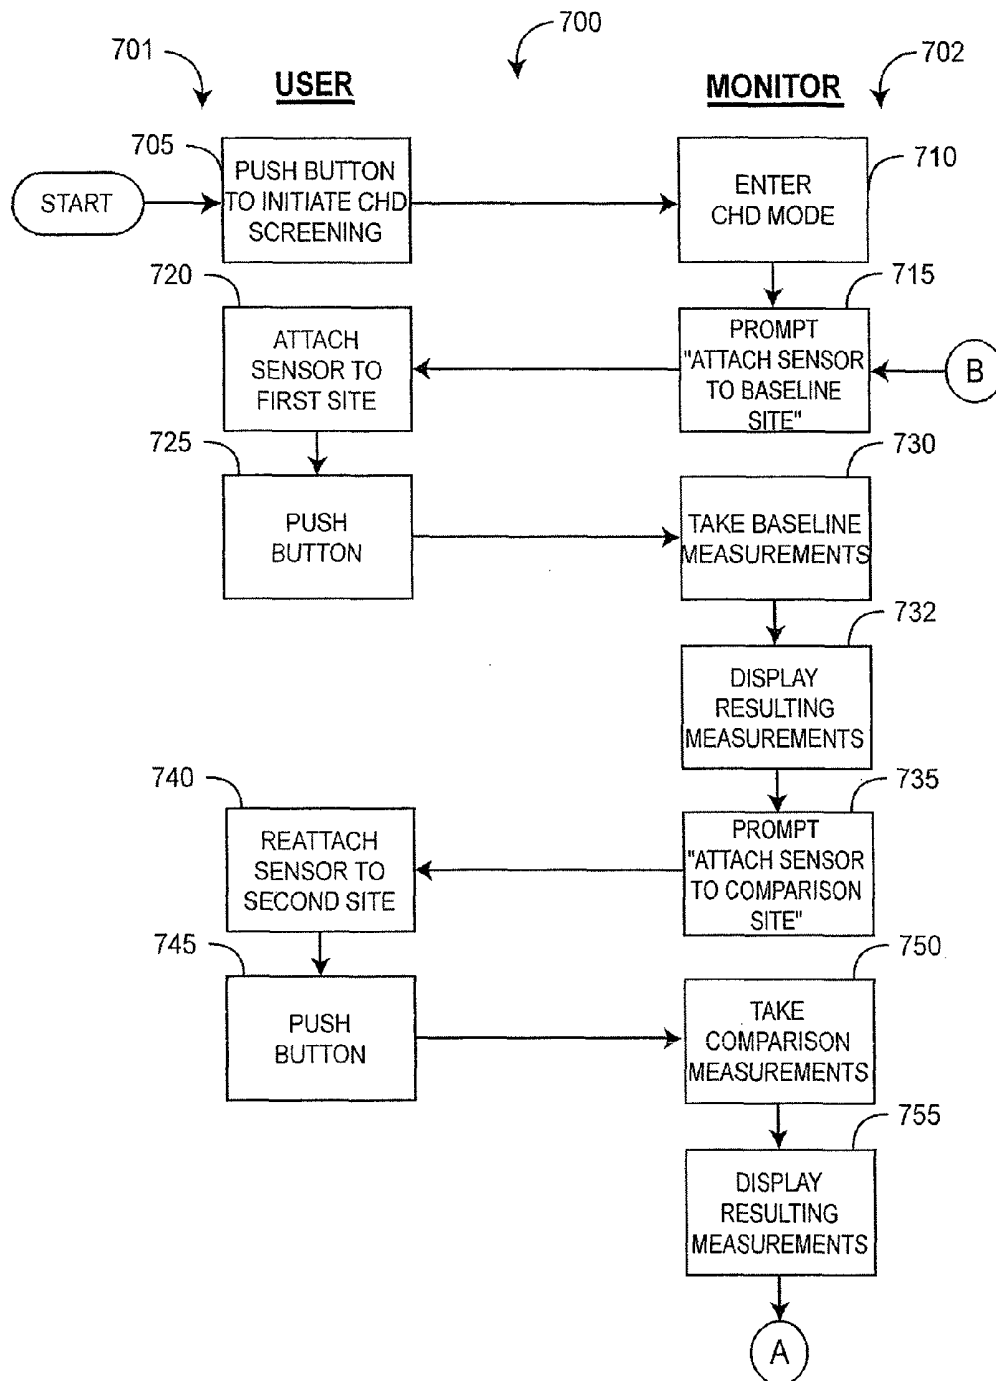 700
701
USER
MONITOR
702
705
710
START
PUSH BUTTON
TO INITIATE CHD
SCREENING
ENTER
CHD MODE
720
715
ATTACH
SENSOR TO
FIRST SITE
PROMPT
"ATTACH SENSOR
TO BASELINE
SITE"
B
725
730
PUSH
BUTTON
TAKE BASELINE
MEASUREMENTS
732
DISPLAY
RESULTING
MEASUREMENTS
740
735
REATTACH
SENSOR TO
SECOND SITE
PROMPT
"ATTACH SENSOR
TO COMPARISON
SITE"
745
750
PUSH
BUTTON
TAKE
COMPARISON
MEASUREMENTS
755
DISPLAY
RESULTING
MEASUREMENTS
A